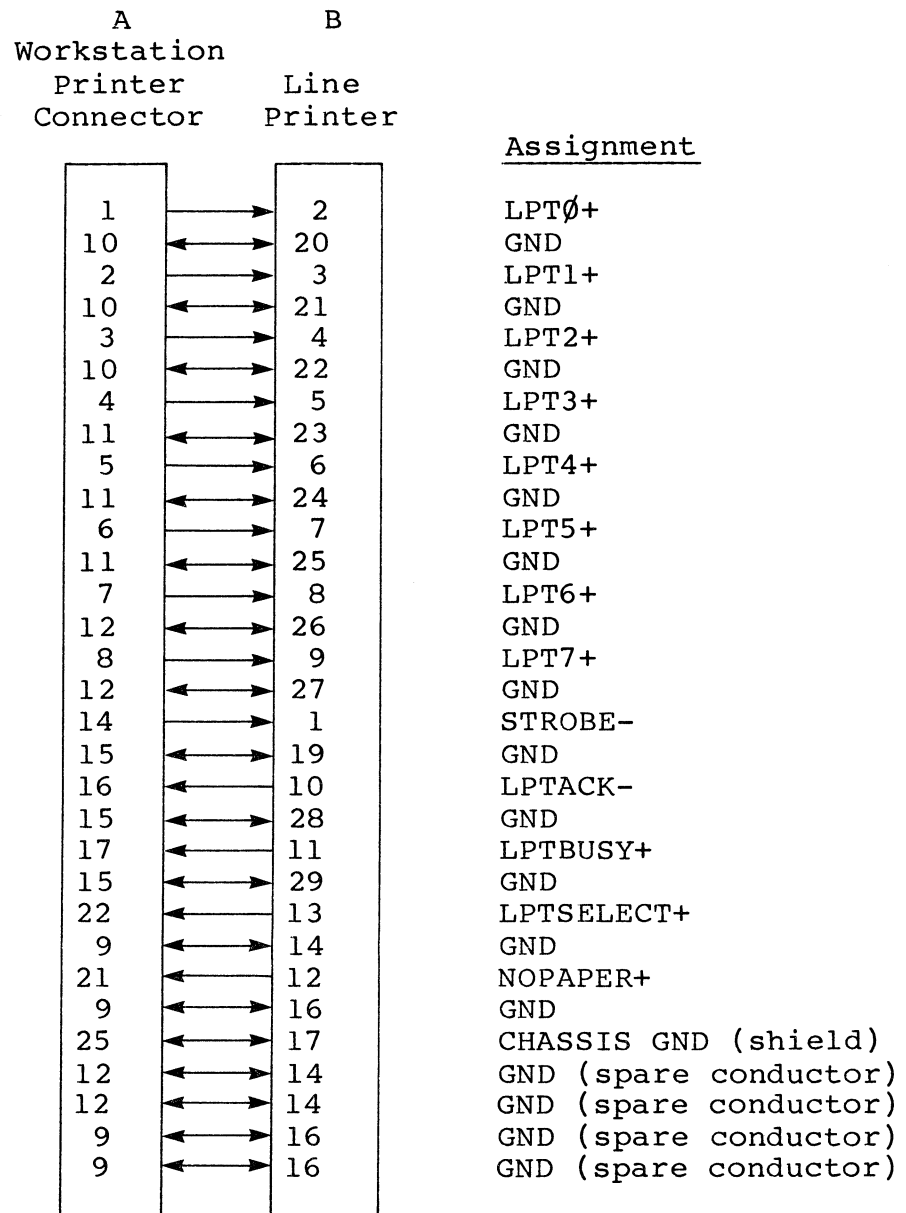 A B
Workstation
Printer Line
Connector Printer
Assignment
1 2 LPTØ+
10 20 GND
2 3 LPT1+
10 21 GND
3 4 LPT2+
10 22 GND
4 5 LPT3+
11 23 GND
5 6 LPT4+
11 24 GND
6 7 LPT5+
11 25 GND
7 8 LPT6+
12 26 GND
8 9 LPT7+
12 27 GND
14 1 STROBE-
15 19 GND
16 10 LPTACK-
15 28 GND
17 11 LPTBUSY+
15 29 GND
22 13 LPTSELECT+
9 14 GND
21 12 NOPAPER+
9 16 GND
25 17 CHASSIS GND (shield)
12 14 GND (spare conductor)
12 14 GND (spare conductor)
9 16 GND (spare conductor)
9 16 GND (spare conductor)